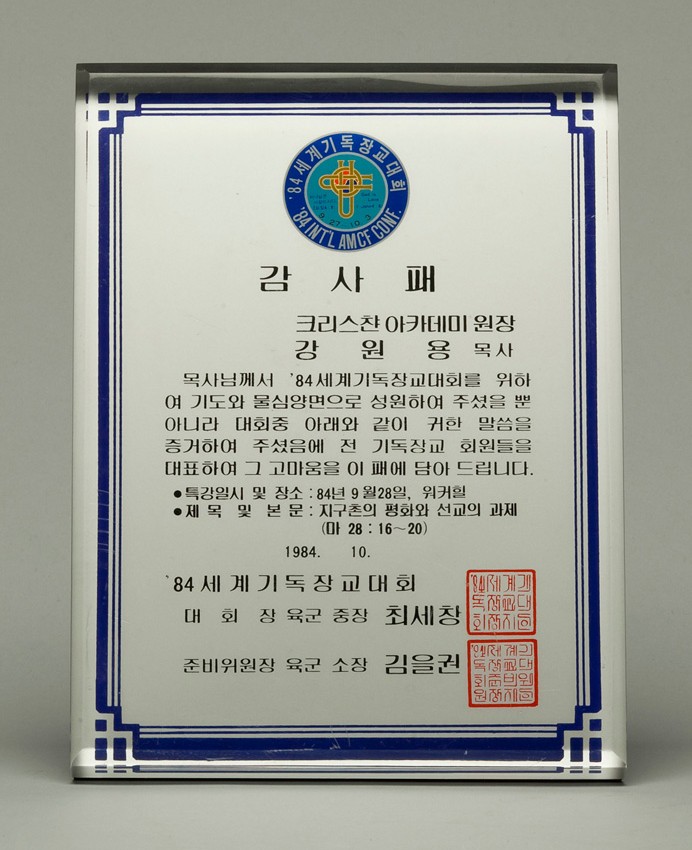 '84 세계기독장교대회
9.27 10.3
'84 INT'L AMCF CONF.
감 사 패
크리스챤 아카데미 원장
강 원 용 목사
목사님께서 '84세계기독장교대회를 위하
여 기도와 물심양면으로 성원하여 주셨을 뿐
아니라 대회중 아래와 같이 귀한 말씀을
증거하여 주셨음에 전 기독장교 회원들을
대표하여 그 고마움을 이 패에 담아 드립니다.
●특강일시 및 장소 : 84년 9월28일, 워커힐
●제 목 및 본 문 : 지구촌의 평화와 선교의 과제
(마 28 : 16~20)
1984. 10.
'84 세계기독장교대회
대 회 장 육군 중장 최세창
준비위원장 육군 소장 김을권